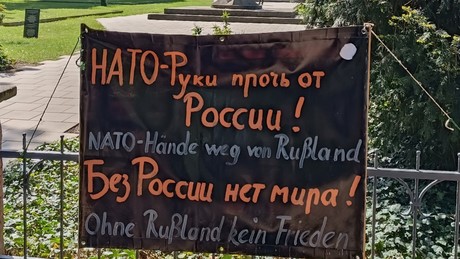 НАТО-Руки прочь от
России!
NATO-Hände weg von Rußland
Без России нет мира!
Ohne Rußland kein Frieden